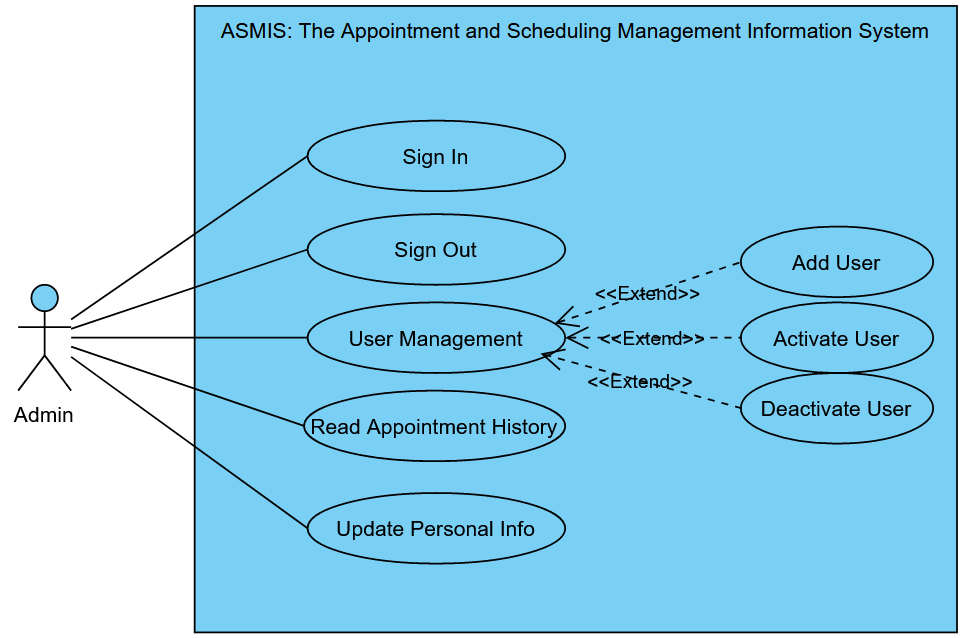 ASMIS: The Appointment and Scheduling Management Information System
Sign In
Sign Out
Add User
<<Extend>>
User Management
<<Extend>>
Activate User
<<Extend>>
Deactivate User
Admin
Read Appointment History
Update Personal Info